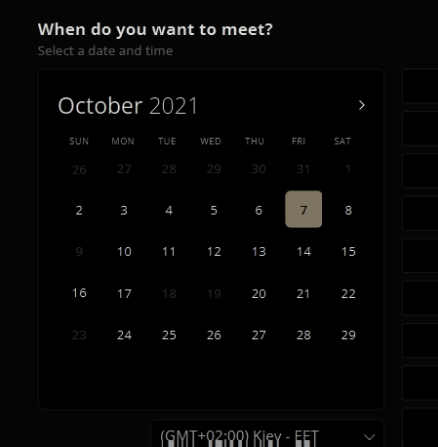 When do you want to meet?
Select a date and time
October 2021
SUN MON TUE WED THU FRI SAT
26 27 28 29 30 31 1
2 3 4 5 6 7 8
9 10 11 12 13 14 15
16 17 18 19 20 21 22
23 24 25 26 27 28 29
(GMT+02:00) Kiev - EET